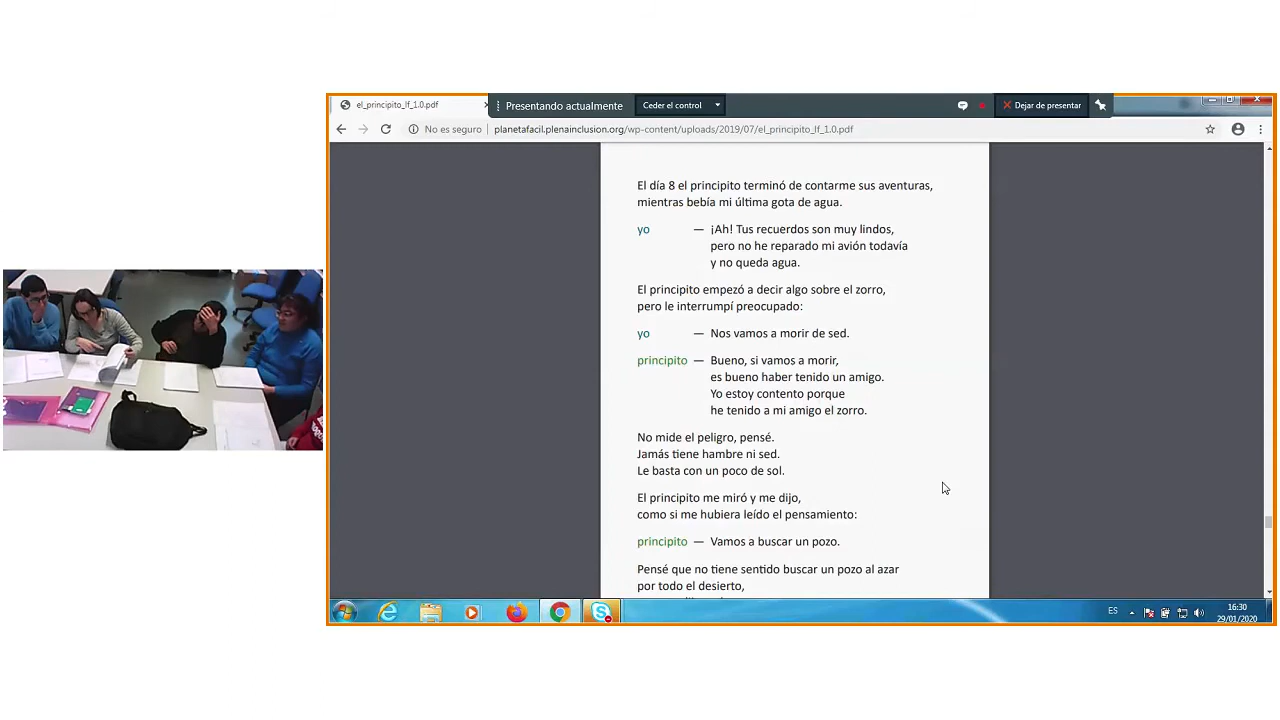 el_principito_lf_1.0.pdf
Presentando actualmente
Ceder el control
Dejar de presentar
No es seguro
planetafacil.plenainclusion.org/wp-content/uploads/2019/07/el_principito_lf_1.0.pdf
El día 8 el principito terminó de contarme sus aventuras,
mientras bebía mi última gota de agua.
yo — ¡Ah! Tus recuerdos son muy lindos,
pero no he reparado mi avión todavía
y no queda agua.
El principito empezó a decir algo sobre el zorro,
pero le interrumpí preocupado:
yo — Nos vamos a morir de sed.
principito — Bueno, si vamos a morir,
es bueno haber tenido un amigo.
Yo estoy contento porque
he tenido a mi amigo el zorro.
No mide el peligro, pensé.
Jamás tiene hambre ni sed.
Le basta con un poco de sol.
El principito me miró y me dijo,
como si me hubiera leído el pensamiento:
principito — Vamos a buscar un pozo.
Pensé que no tiene sentido buscar un pozo al azar
por todo el desierto,
ES
16:30
29/01/2020